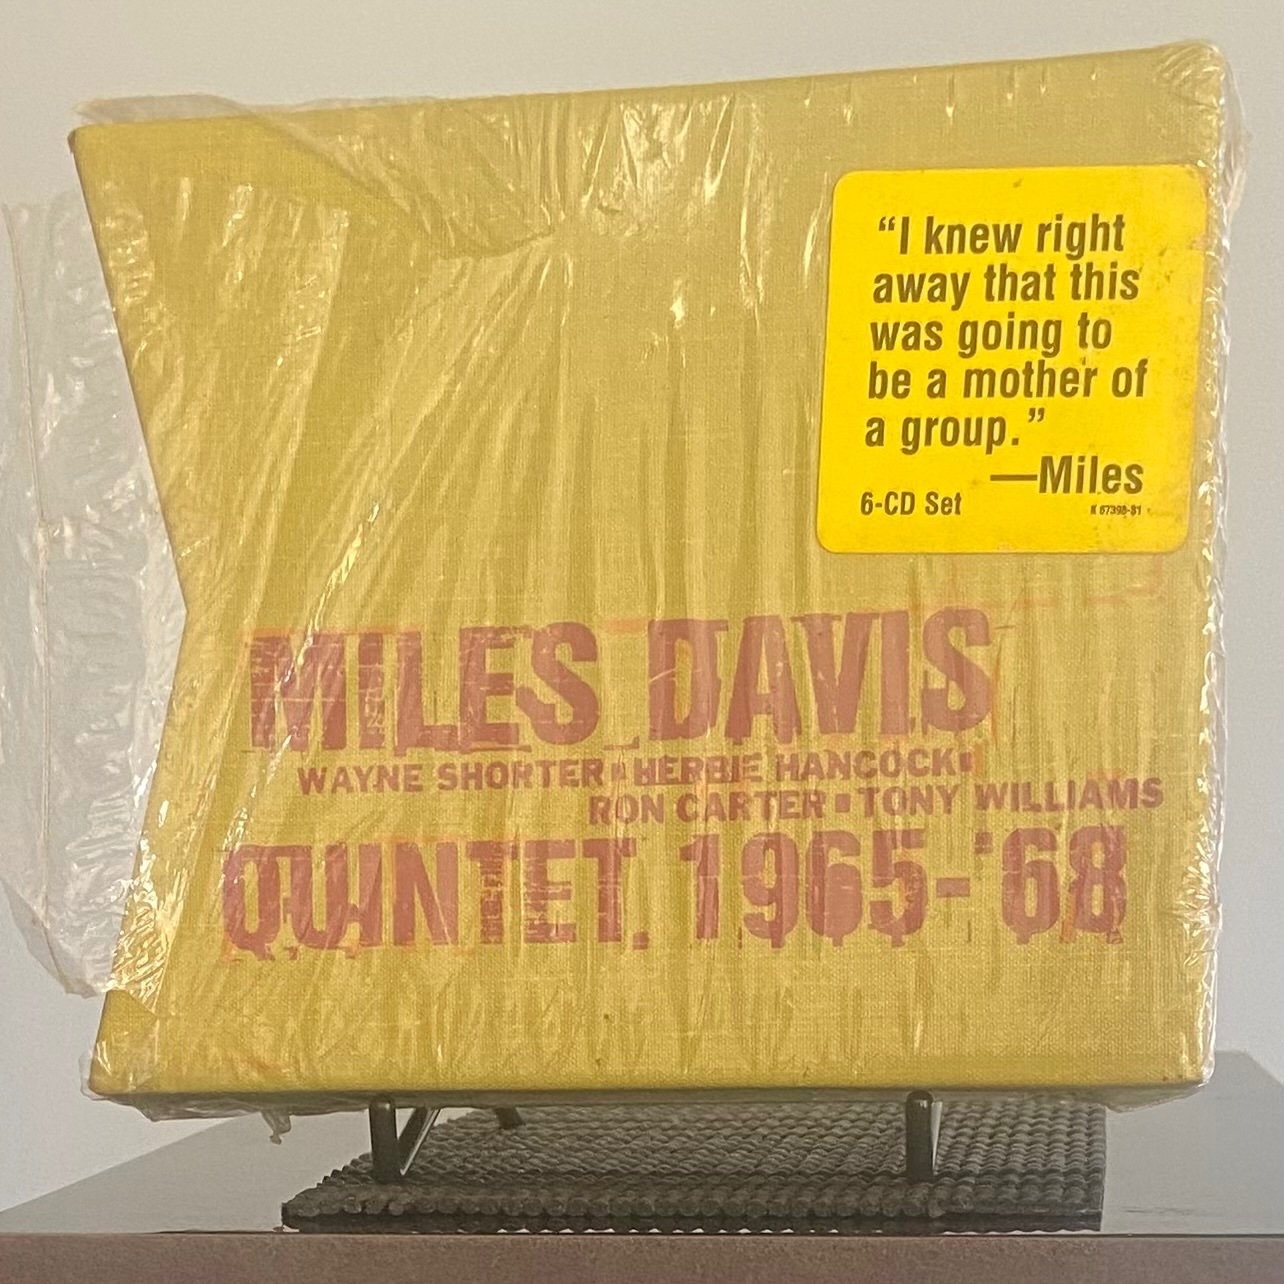 “I knew right
away that this
was going to
be a mother of
a group.”
—Miles
6-CD Set
MILES DAVIS
WAYNE SHORTER▪HERBIE HANCOCK▪
RON CARTER▪TONY WILLIAMS
QUINTET, 1965-'68